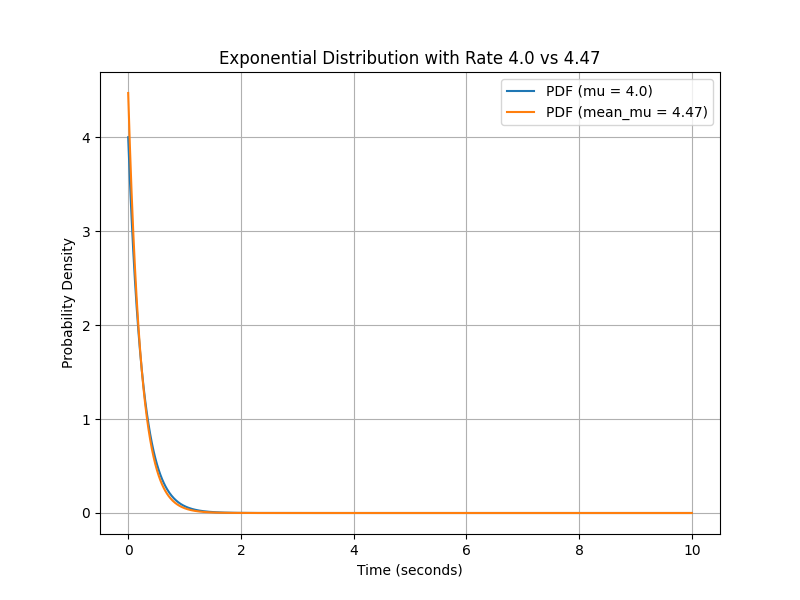 Exponential Distribution with Rate 4.0 vs 4.47
PDF (mu = 4.0)
PDF (mean_mu = 4.47)
Probability Density
4
3
2
1
0
0 2 4 6 8 10
Time (seconds)